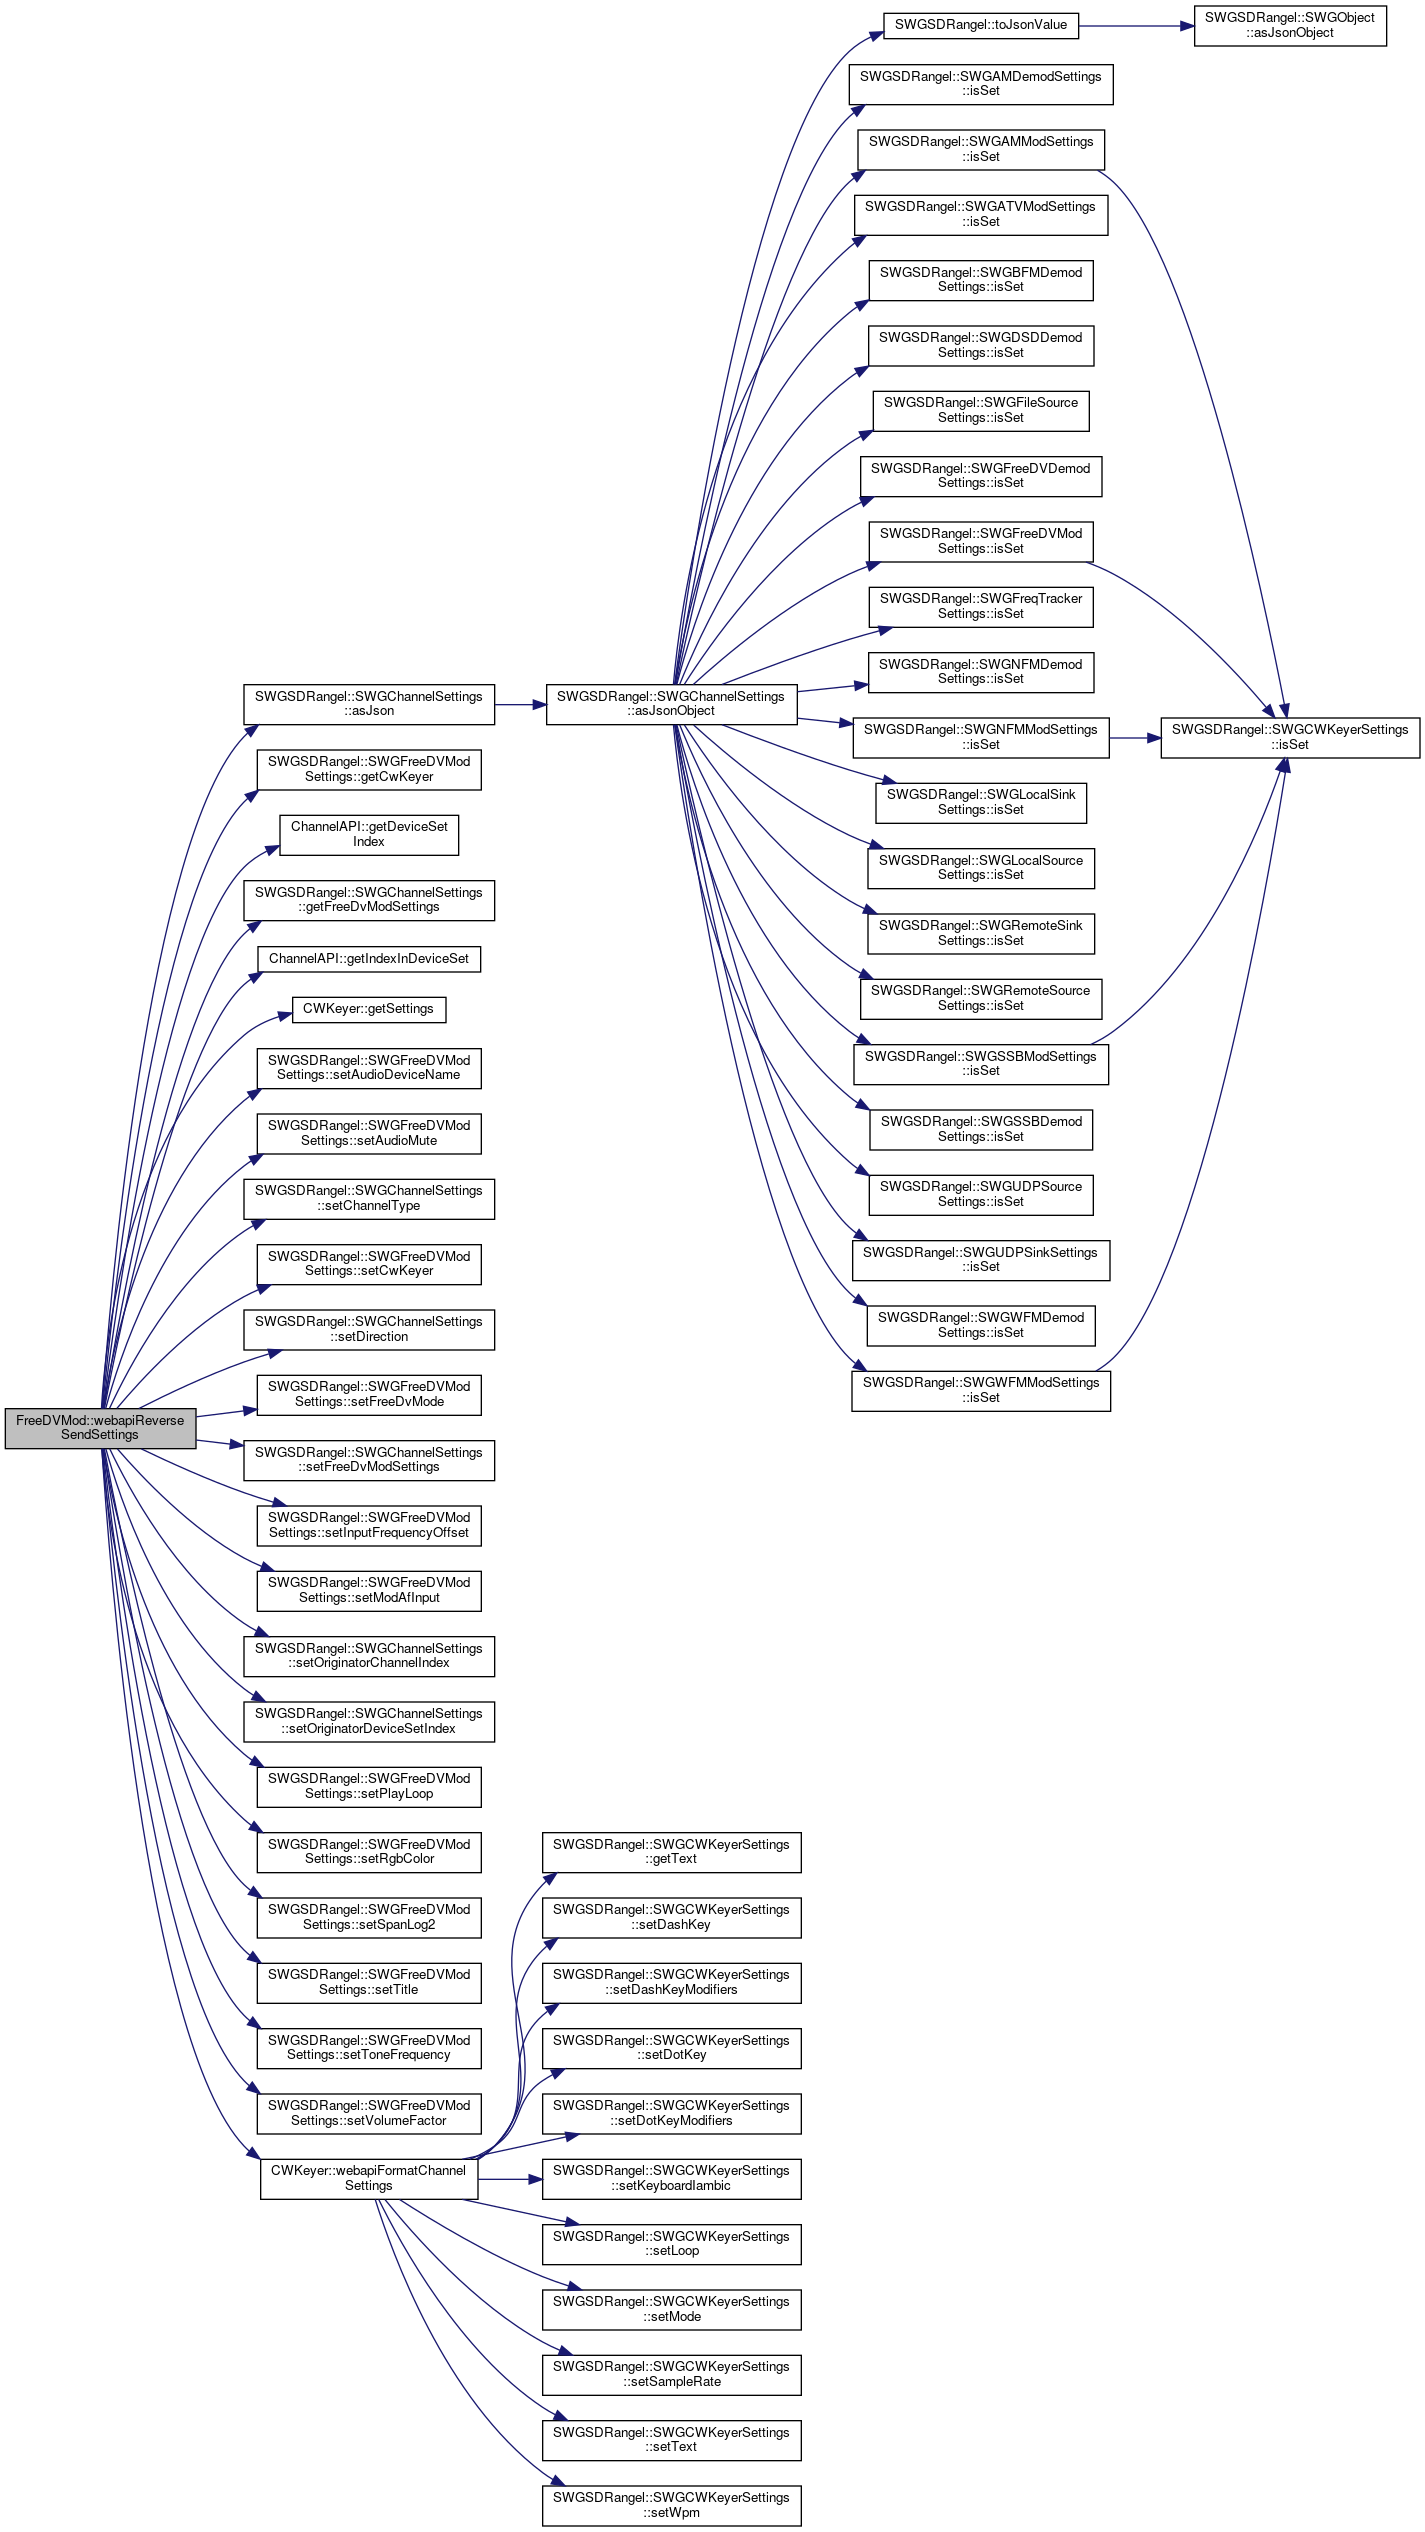 FreeDVMod::webapiReverse
SendSettings
SWGSDRangel::SWGChannelSettings
::asJson
SWGSDRangel::SWGFreeDVMod
Settings::getCwKeyer
ChannelAPI::getDeviceSet
Index
SWGSDRangel::SWGChannelSettings
::getFreeDvModSettings
ChannelAPI::getIndexInDeviceSet
CWKeyer::getSettings
SWGSDRangel::SWGFreeDVMod
Settings::setAudioDeviceName
SWGSDRangel::SWGFreeDVMod
Settings::setAudioMute
SWGSDRangel::SWGChannelSettings
::setChannelType
SWGSDRangel::SWGFreeDVMod
Settings::setCwKeyer
SWGSDRangel::SWGChannelSettings
::setDirection
SWGSDRangel::SWGFreeDVMod
Settings::setFreeDvMode
SWGSDRangel::SWGChannelSettings
::setFreeDvModSettings
SWGSDRangel::SWGFreeDVMod
Settings::setInputFrequencyOffset
SWGSDRangel::SWGFreeDVMod
Settings::setModAfInput
SWGSDRangel::SWGChannelSettings
::setOriginatorChannelIndex
SWGSDRangel::SWGChannelSettings
::setOriginatorDeviceSetIndex
SWGSDRangel::SWGFreeDVMod
Settings::setPlayLoop
SWGSDRangel::SWGFreeDVMod
Settings::setRgbColor
SWGSDRangel::SWGFreeDVMod
Settings::setSpanLog2
SWGSDRangel::SWGFreeDVMod
Settings::setTitle
SWGSDRangel::SWGFreeDVMod
Settings::setToneFrequency
SWGSDRangel::SWGFreeDVMod
Settings::setVolumeFactor
CWKeyer::webapiFormatChannel
Settings
SWGSDRangel::SWGChannelSettings
::asJsonObject
SWGSDRangel::toJsonValue
SWGSDRangel::SWGObject
::asJsonObject
SWGSDRangel::SWGAMDemodSettings
::isSet
SWGSDRangel::SWGAMModSettings
::isSet
SWGSDRangel::SWGATVModSettings
::isSet
SWGSDRangel::SWGBFMDemod
Settings::isSet
SWGSDRangel::SWGDSDDemod
Settings::isSet
SWGSDRangel::SWGFileSource
Settings::isSet
SWGSDRangel::SWGFreeDVDemod
Settings::isSet
SWGSDRangel::SWGFreeDVMod
Settings::isSet
SWGSDRangel::SWGFreqTracker
Settings::isSet
SWGSDRangel::SWGNFMDemod
Settings::isSet
SWGSDRangel::SWGNFMModSettings
::isSet
SWGSDRangel::SWGCWKeyerSettings
::isSet
SWGSDRangel::SWGLocalSink
Settings::isSet
SWGSDRangel::SWGLocalSource
Settings::isSet
SWGSDRangel::SWGRemoteSink
Settings::isSet
SWGSDRangel::SWGRemoteSource
Settings::isSet
SWGSDRangel::SWGSSBModSettings
::isSet
SWGSDRangel::SWGSSBDemod
Settings::isSet
SWGSDRangel::SWGUDPSource
Settings::isSet
SWGSDRangel::SWGUDPSinkSettings
::isSet
SWGSDRangel::SWGWFMDemod
Settings::isSet
SWGSDRangel::SWGWFMModSettings
::isSet
SWGSDRangel::SWGCWKeyerSettings
::getText
SWGSDRangel::SWGCWKeyerSettings
::setDashKey
SWGSDRangel::SWGCWKeyerSettings
::setDashKeyModifiers
SWGSDRangel::SWGCWKeyerSettings
::setDotKey
SWGSDRangel::SWGCWKeyerSettings
::setDotKeyModifiers
SWGSDRangel::SWGCWKeyerSettings
::setKeyboardIambic
SWGSDRangel::SWGCWKeyerSettings
::setLoop
SWGSDRangel::SWGCWKeyerSettings
::setMode
SWGSDRangel::SWGCWKeyerSettings
::setSampleRate
SWGSDRangel::SWGCWKeyerSettings
::setText
SWGSDRangel::SWGCWKeyerSettings
::setWpm